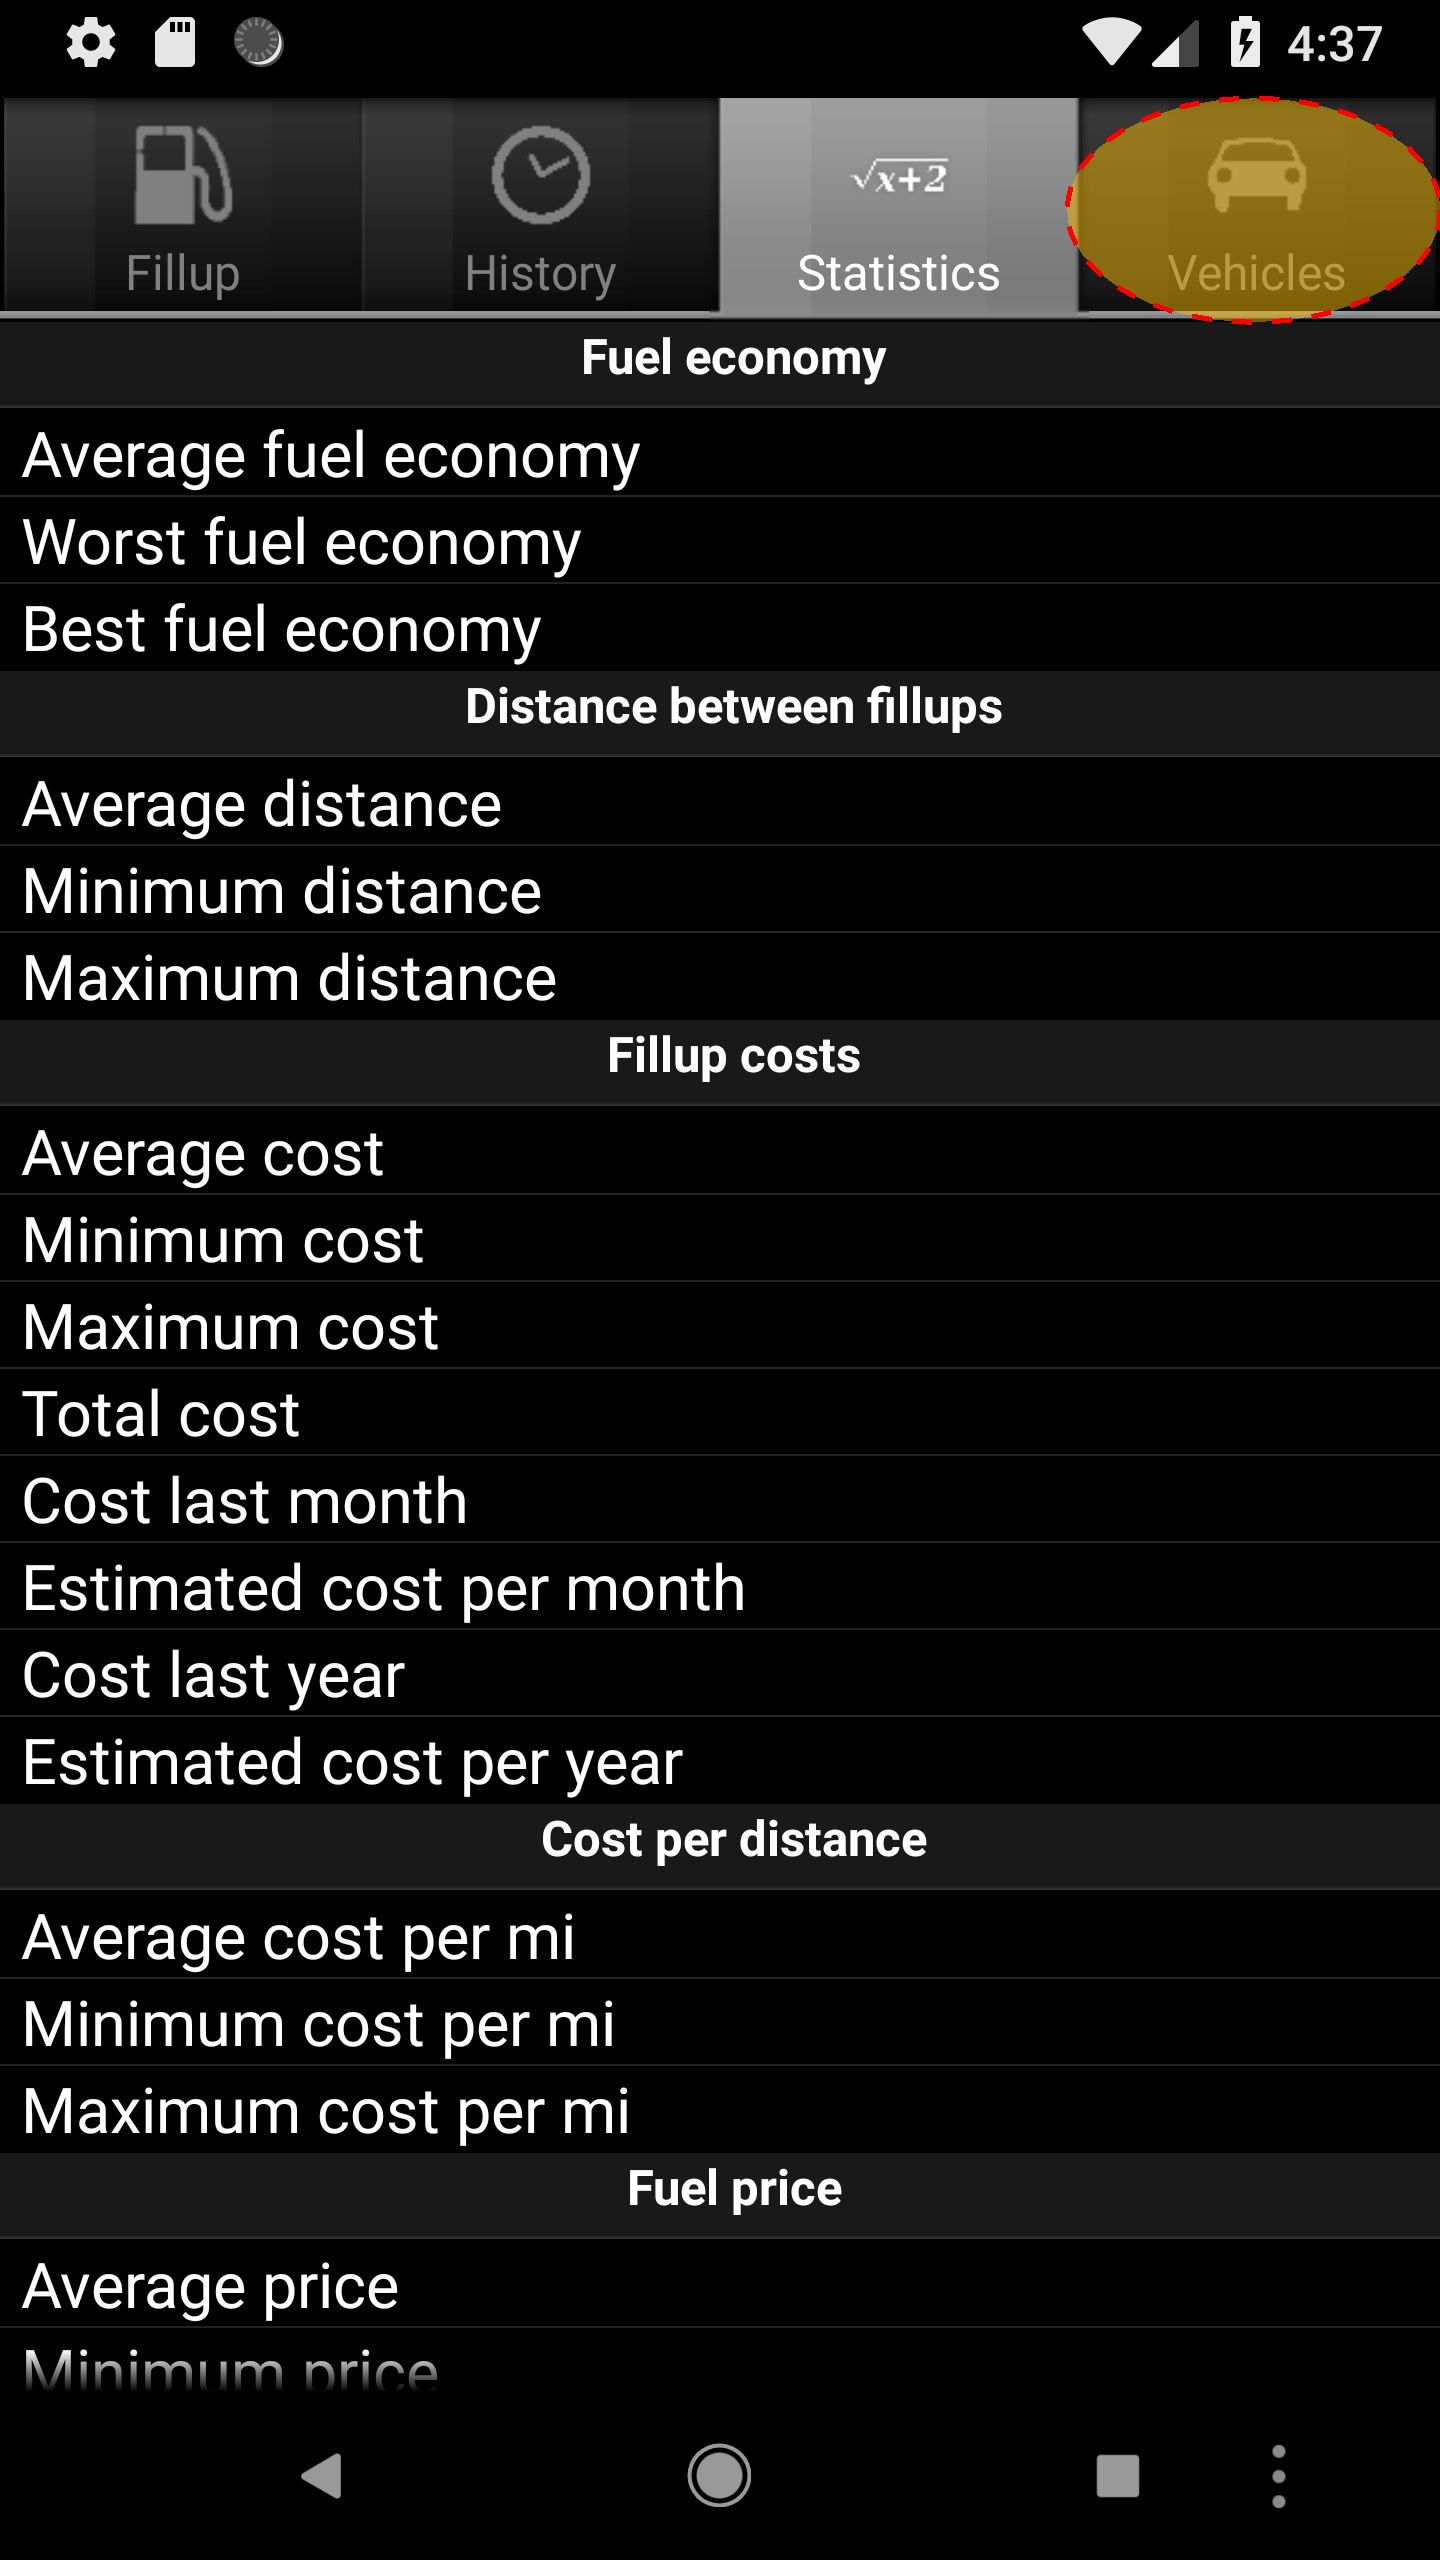 4:37
Fillup
History
√x+2
Statistics
Vehicles
Fuel economy
Average fuel economy
Worst fuel economy
Best fuel economy
Distance between fillups
Average distance
Minimum distance
Maximum distance
Fillup costs
Average cost
Minimum cost
Maximum cost
Total cost
Cost last month
Estimated cost per month
Cost last year
Estimated cost per year
Cost per distance
Average cost per mi
Minimum cost per mi
Maximum cost per mi
Fuel price
Average price
Minimum price